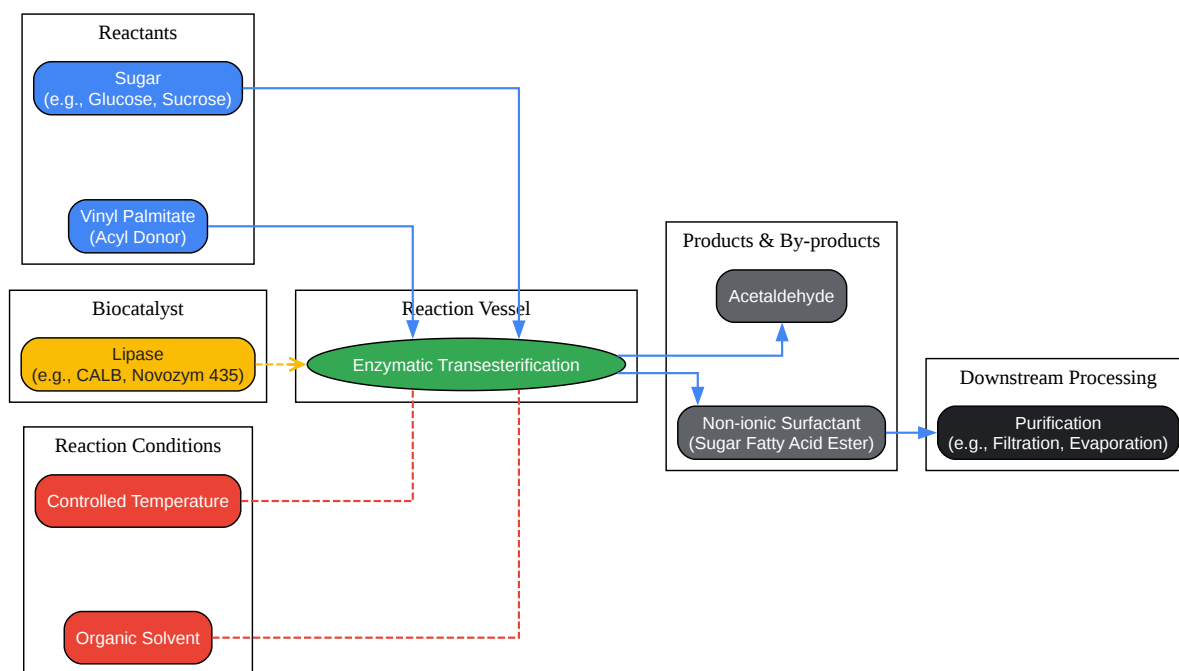 Reactants
Sugar
(e.g., Glucose, Sucrose)
Vinyl Palmitate
(Acyl Donor)
Biocatalyst
Lipase
(e.g., CALB, Novozym 435)
Reaction Conditions
Controlled Temperature
Organic Solvent
Reaction Vessel
Enzymatic Transesterification
Products & By-products
Acetaldehyde
Non-ionic Surfactant
(Sugar Fatty Acid Ester)
Downstream Processing
Purification
(e.g., Filtration, Evaporation)